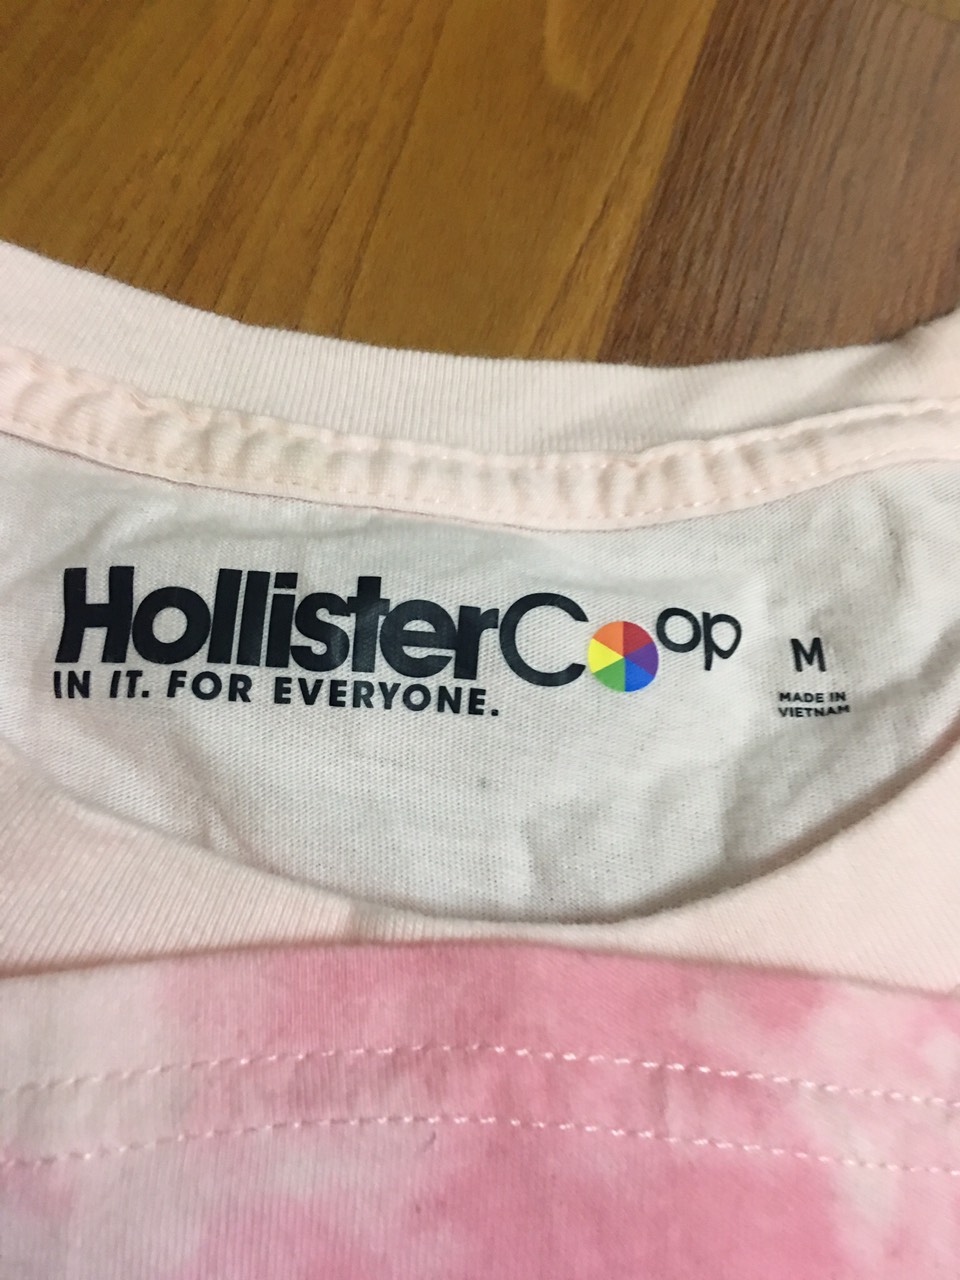 HollisterCoop
IN IT. FOR EVERYONE.
M
MADE IN
VIETNAM